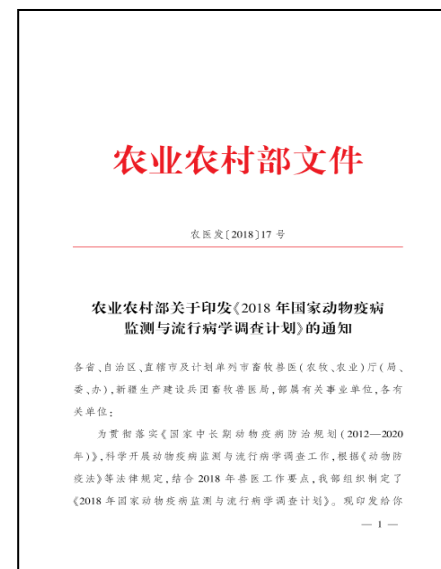 农业农村部文件
农医发〔2018〕17 号
农业农村部关于印发《2018 年国家动物疫病
监测与流行病学调查计划》的通知
各省、自治区、直辖市及计划单列市畜牧兽医(农牧、农业)厅(局、
委、办),新疆生产建设兵团畜牧兽医局,部属有关事业单位,各有
关单位:
为贯彻落实《国家中长期动物疫病防治规划(2012—2020
年)》,科学开展动物疫病监测与流行病学调查工作,根据《动物防
疫法》等法律规定,结合 2018 年兽医工作要点,我部组织制定了
《2018 年国家动物疫病监测与流行病学调查计划》。现印发给你
— 1 —